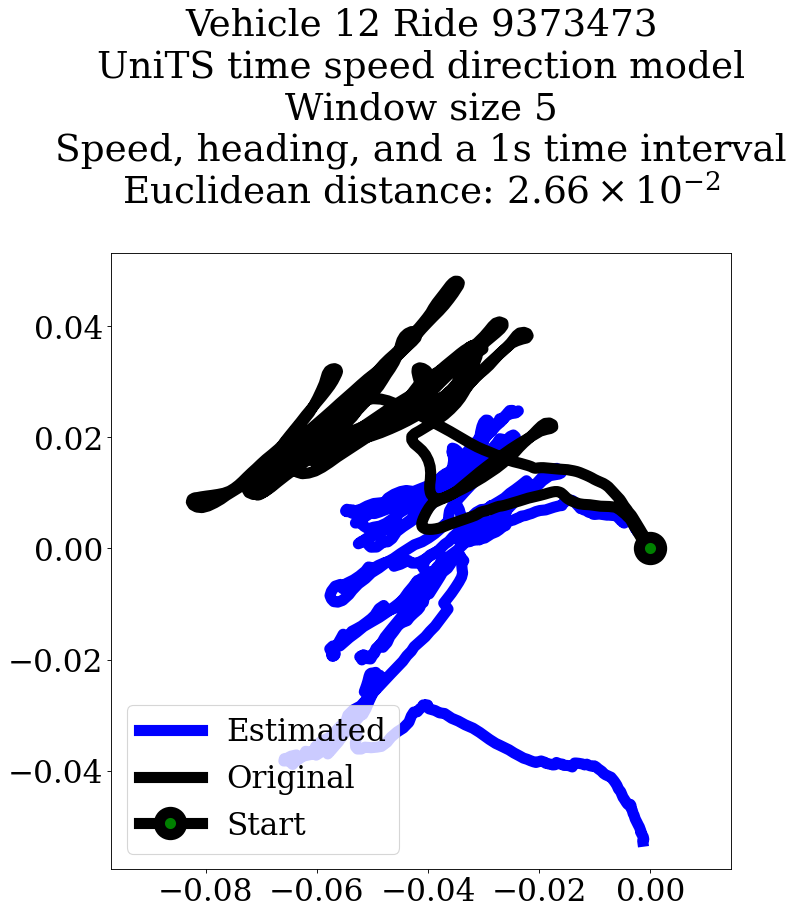 Vehicle 12 Ride 9373473
UniTS time speed direction model
Window size 5
Speed, heading, and a 1s time interval
Euclidean distance: 2.66 × 10⁻²
0.04
0.02
0.00
−0.02
−0.04
Estimated
Original
Start
−0.08 −0.06 −0.04 −0.02 0.00